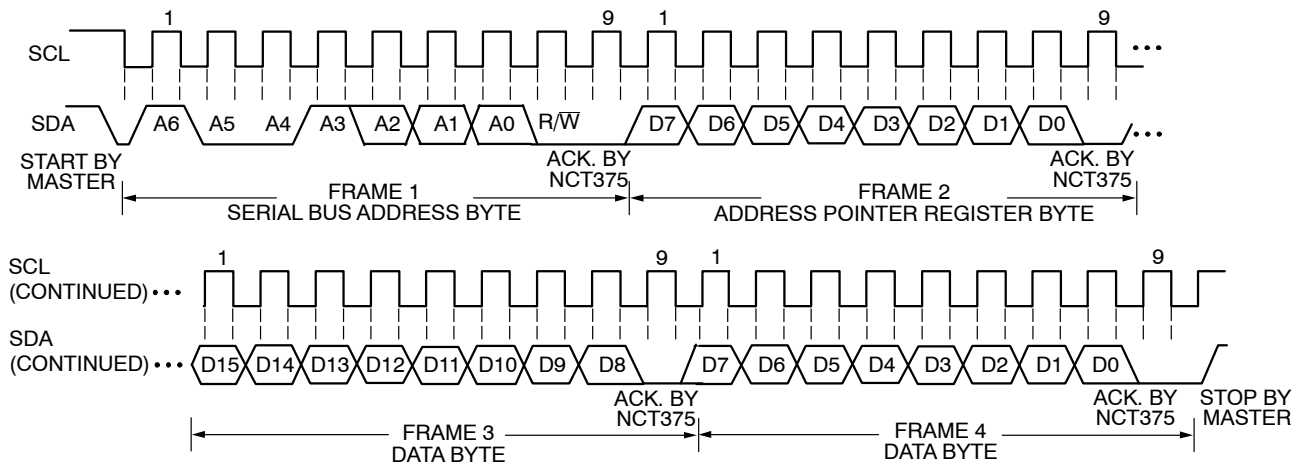 1 9 1 9
SCL
SDA A6 A5 A4 A3 A2 A1 A0 R/W̅ D7 D6 D5 D4 D3 D2 D1 D0
START BY MASTER
ACK. BY NCT375
ACK. BY NCT375
FRAME 1
SERIAL BUS ADDRESS BYTE
FRAME 2
ADDRESS POINTER REGISTER BYTE
1 9 1 9
SCL
(CONTINUED)
SDA
(CONTINUED) D15 D14 D13 D12 D11 D10 D9 D8 D7 D6 D5 D4 D3 D2 D1 D0
ACK. BY NCT375
ACK. BY NCT375
STOP BY MASTER
FRAME 3
DATA BYTE
FRAME 4
DATA BYTE